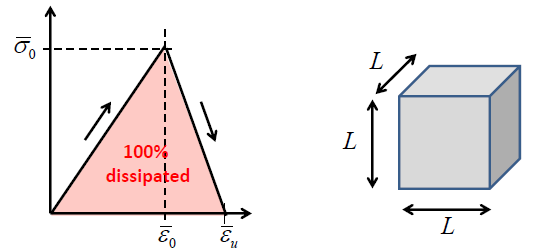 σ̅₀
100%
dissipated
ε̅₀
ε̅ᵤ
L
L
L